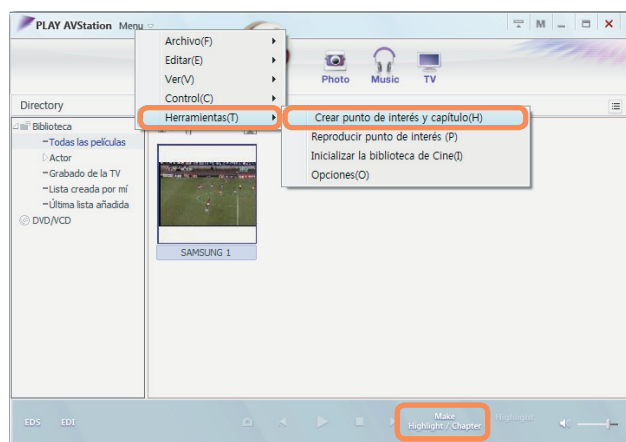 PLAY AVStation Menu
M
Archivo(F)
Editar(E)
Ver(V)
Control(C)
Herramientas(T)
Photo
Music
TV
Crear punto de interés y capítulo(H)
Reproducir punto de interés (P)
Inicializar la biblioteca de Cine(I)
Opciones(O)
Directory
Biblioteca
Todas las películas
Actor
Grabado de la TV
Lista creada por mí
Última lista añadida
DVD/VCD
SAMSUNG 1
EDS
EDI
Make
Highlight / Chapter
Highlight